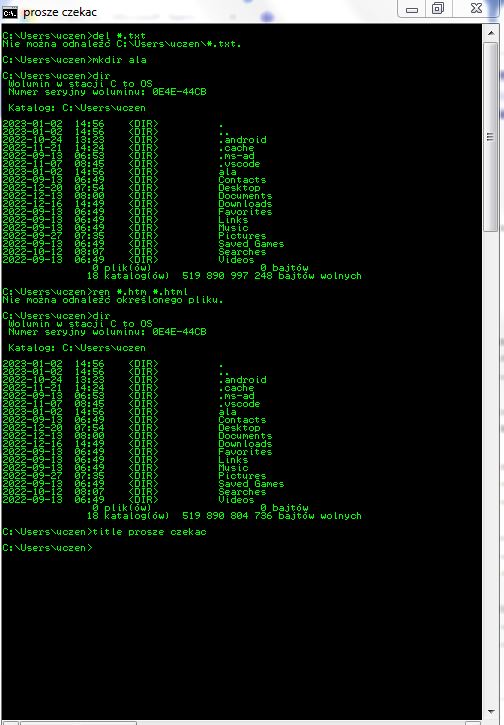 prosze czekac
C:\Users\uczen>del *.txt
Nie można odnaleźć C:\Users\uczen\*.txt.
C:\Users\uczen>mkdir ala
C:\Users\uczen>dir
Wolumin w stacji C to OS
Numer seryjny woluminu: 0E4E-44CB
Katalog: C:\Users\uczen
2023-01-02 14:56 <DIR> .
2023-01-02 14:56 <DIR> ..
2022-10-24 13:23 <DIR> .android
2022-11-21 14:24 <DIR> .cache
2022-09-13 06:53 <DIR> .ms-ad
2022-11-07 08:45 <DIR> .vscode
2023-01-02 14:56 <DIR> ala
2022-09-13 06:49 <DIR> Contacts
2022-12-20 07:54 <DIR> Desktop
2022-12-13 08:00 <DIR> Documents
2022-12-16 14:49 <DIR> Downloads
2022-09-13 06:49 <DIR> Favorites
2022-09-13 06:49 <DIR> Links
2022-09-13 06:49 <DIR> Music
2022-09-27 07:35 <DIR> Pictures
2022-09-13 06:49 <DIR> Saved Games
2022-10-12 08:07 <DIR> Searches
2022-09-13 06:49 <DIR> Videos
0 plik(ów) 0 bajtów
18 katalog(ów) 519 890 997 248 bajtów wolnych
C:\Users\uczen>ren *.htm *.html
Nie można odnaleźć określonego pliku.
C:\Users\uczen>dir
Wolumin w stacji C to OS
Numer seryjny woluminu: 0E4E-44CB
Katalog: C:\Users\uczen
2023-01-02 14:56 <DIR> .
2023-01-02 14:56 <DIR> ..
2022-10-24 13:23 <DIR> .android
2022-11-21 14:24 <DIR> .cache
2022-09-13 06:53 <DIR> .ms-ad
2022-11-07 08:45 <DIR> .vscode
2023-01-02 14:56 <DIR> ala
2022-09-13 06:49 <DIR> Contacts
2022-12-20 07:54 <DIR> Desktop
2022-12-13 08:00 <DIR> Documents
2022-12-16 14:49 <DIR> Downloads
2022-09-13 06:49 <DIR> Favorites
2022-09-13 06:49 <DIR> Links
2022-09-13 06:49 <DIR> Music
2022-09-27 07:35 <DIR> Pictures
2022-09-13 06:49 <DIR> Saved Games
2022-10-12 08:07 <DIR> Searches
2022-09-13 06:49 <DIR> Videos
0 plik(ów) 0 bajtów
18 katalog(ów) 519 890 804 736 bajtów wolnych
C:\Users\uczen>title prosze czekac
C:\Users\uczen>